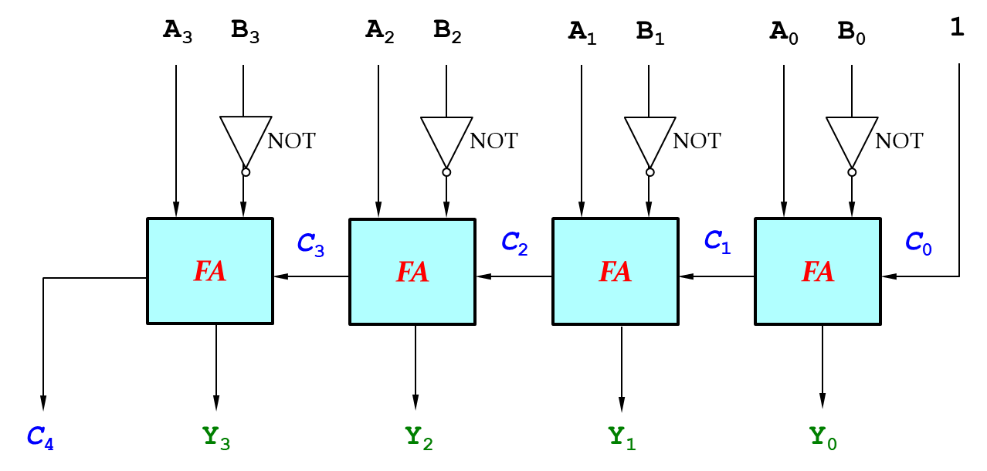 A₃ B₃ A₂ B₂ A₁ B₁ A₀ B₀ 1
NOT NOT NOT NOT
C₃ C₂ C₁ C₀
FA FA FA FA
C₄ Y₃ Y₂ Y₁ Y₀